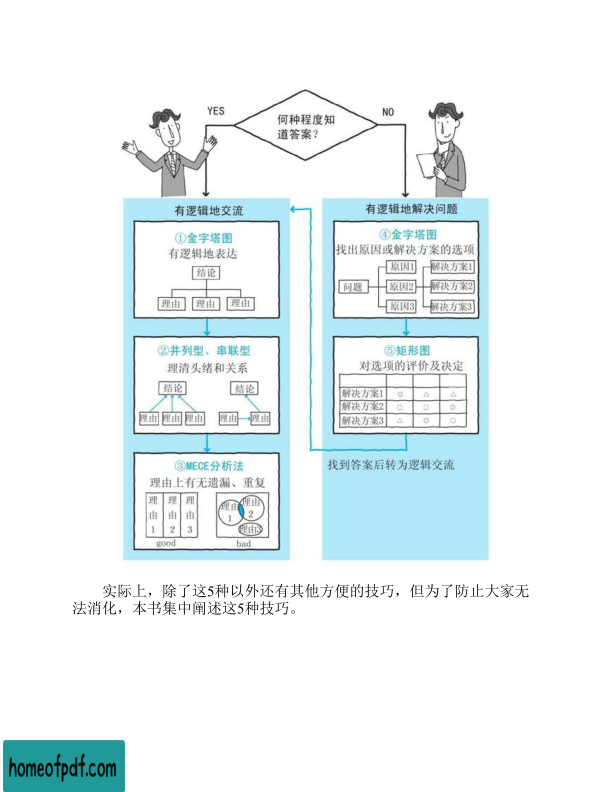 何种程度知
道答案？
YES
NO
有逻辑地交流
①金字塔图
有逻辑地表达
结论
理由 理由 理由
②并列型、串联型
理清头绪和关系
结论 结论
理由 理由 理由 理由 理由
③MECE分析法
理由上有无遗漏、重复
理由1 理由2 理由3
理由1 理由2
理由3
good bad
有逻辑地解决问题
④金字塔图
找出原因或解决方案的选项
原因1 解决方案1
问题 原因2 解决方案2
原因3 解决方案3
⑤矩形图
对选项的评价及决定
解决方案1 ○ △ △
解决方案2 ○ ○ ○
解决方案3 △ ◎ ◎
找到答案后转为逻辑交流
实际上，除了这5种以外还有其他方便的技巧，但为了防止大家无
法消化，本书集中阐述这5种技巧。
homeofpdf.com